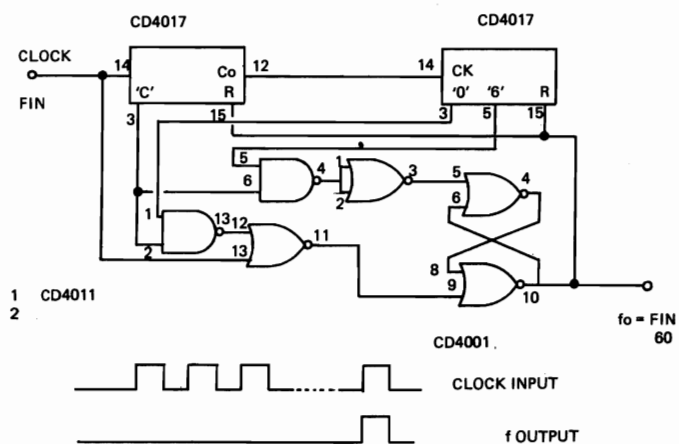 CD4017 CD4017
CLOCK
FIN
14 Co 12 14 CK
'C' R '0' '6' R
3 15 3 5 15
5 4 1 3 5 4
6 2 6
1 13 12 11
2 13 8
9 10
1 CD4011
2
fo = FIN
60
CD4001
CLOCK INPUT
f OUTPUT